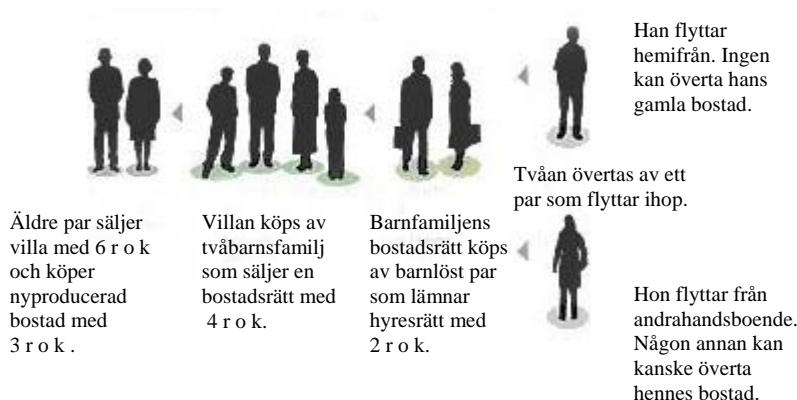 Han flyttar
hemifrån. Ingen
kan överta hans
gamla bostad.
Tvåan övertas av ett
par som flyttar ihop.
Äldre par säljer
villa med 6 r o k
och köper
nyproducerad
bostad med
3 r o k .
Villan köps av
tvåbarnsfamilj
som säljer en
bostadsrätt med
4 r o k.
Barnfamiljens
bostadsrätt köps
av barnlöst par
som lämnar
hyresrätt med
2 r o k.
Hon flyttar från
andrahandsboende.
Någon annan kan
kanske överta
hennes bostad.